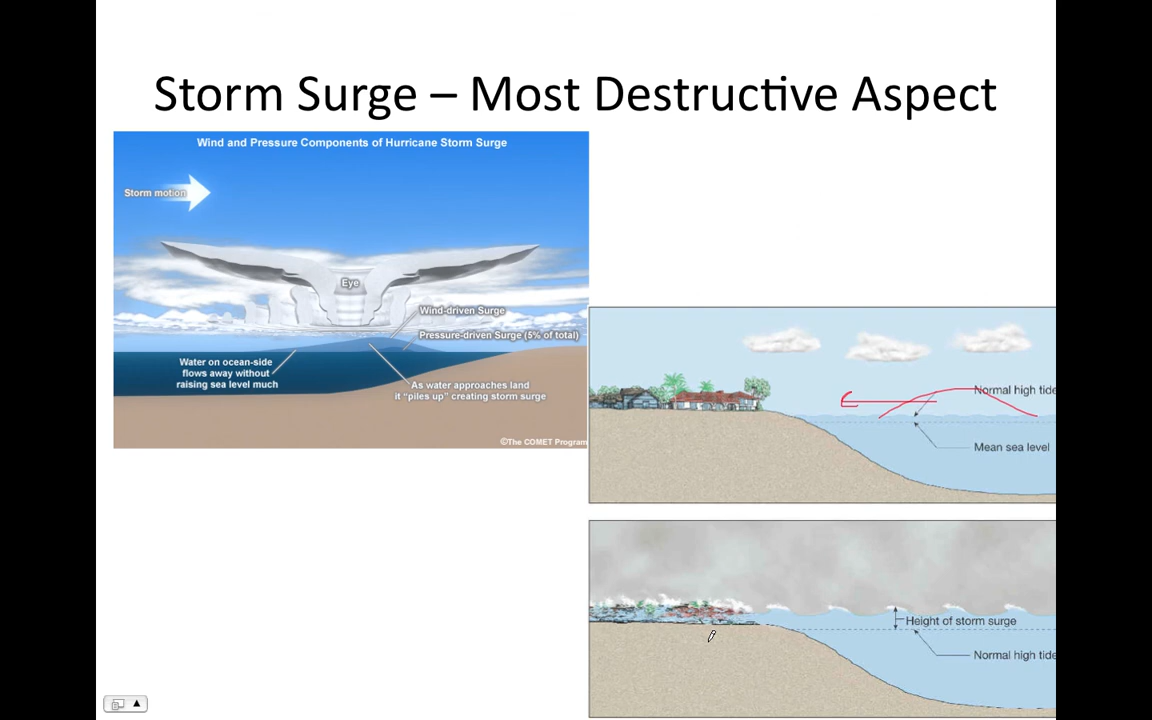 Storm Surge – Most Destructive Aspect
Wind and Pressure Components of Hurricane Storm Surge
Storm motion
Eye
Wind-driven Surge
Pressure-driven Surge (5% of total)
Water on ocean-side
flows away without
raising sea level much
As water approaches land
it "piles up" creating storm surge
©The COMET Program
Normal high tide
Mean sea level
Height of storm surge
Normal high tide